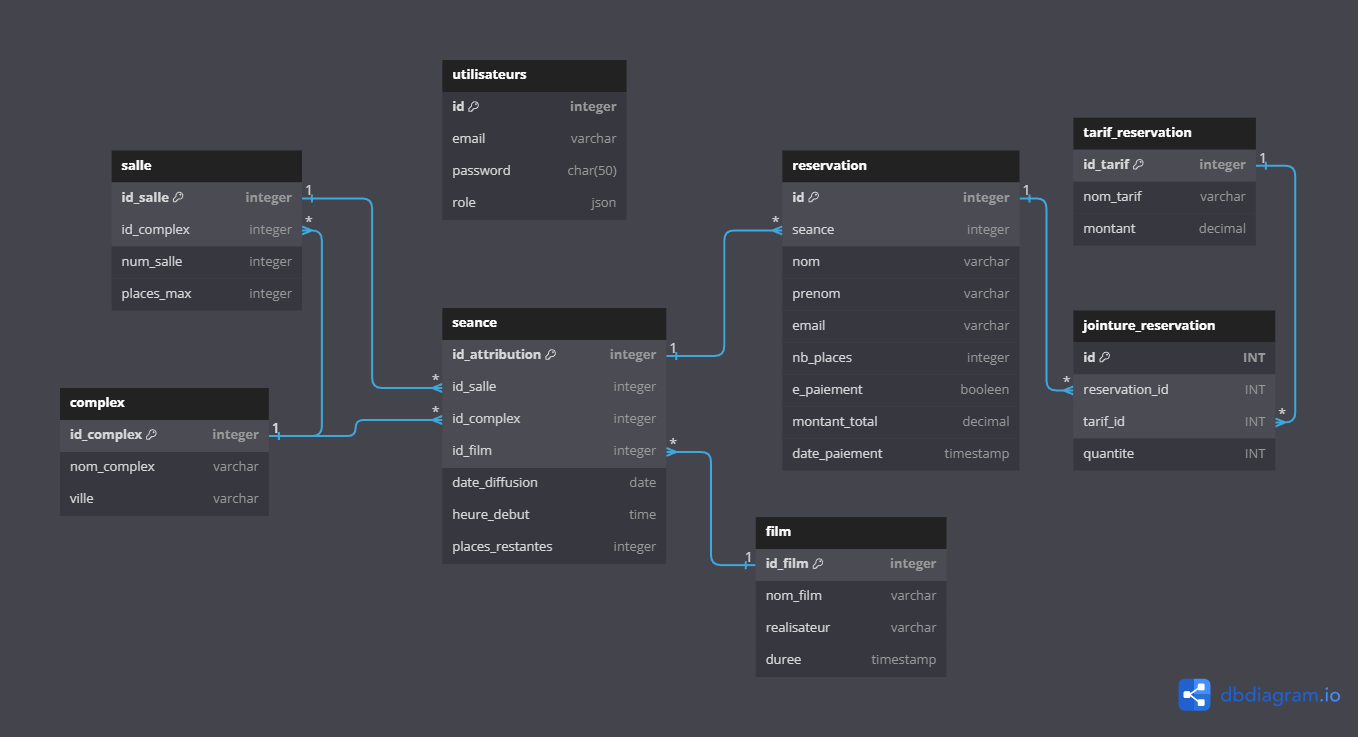 utilisateurs
id integer
email varchar
password char(50)
role json
salle
id_salle integer
id_complex integer
num_salle integer
places_max integer
1
*
complex
id_complex integer
nom_complex varchar
ville varchar
1
seance
id_attribution integer
id_salle integer
id_complex integer
id_film integer
date_diffusion date
heure_debut time
places_restantes integer
*
*
1
*
reservation
id integer
seance integer
nom varchar
prenom varchar
email varchar
nb_places integer
e_paiement booleen
montant_total decimal
date_paiement timestamp
*
1
tarif_reservation
id_tarif integer
nom_tarif varchar
montant decimal
1
jointure_reservation
id INT
reservation_id INT
tarif_id INT
quantite INT
*
*
film
id_film integer
nom_film varchar
realisateur varchar
duree timestamp
1
dbdiagram.io